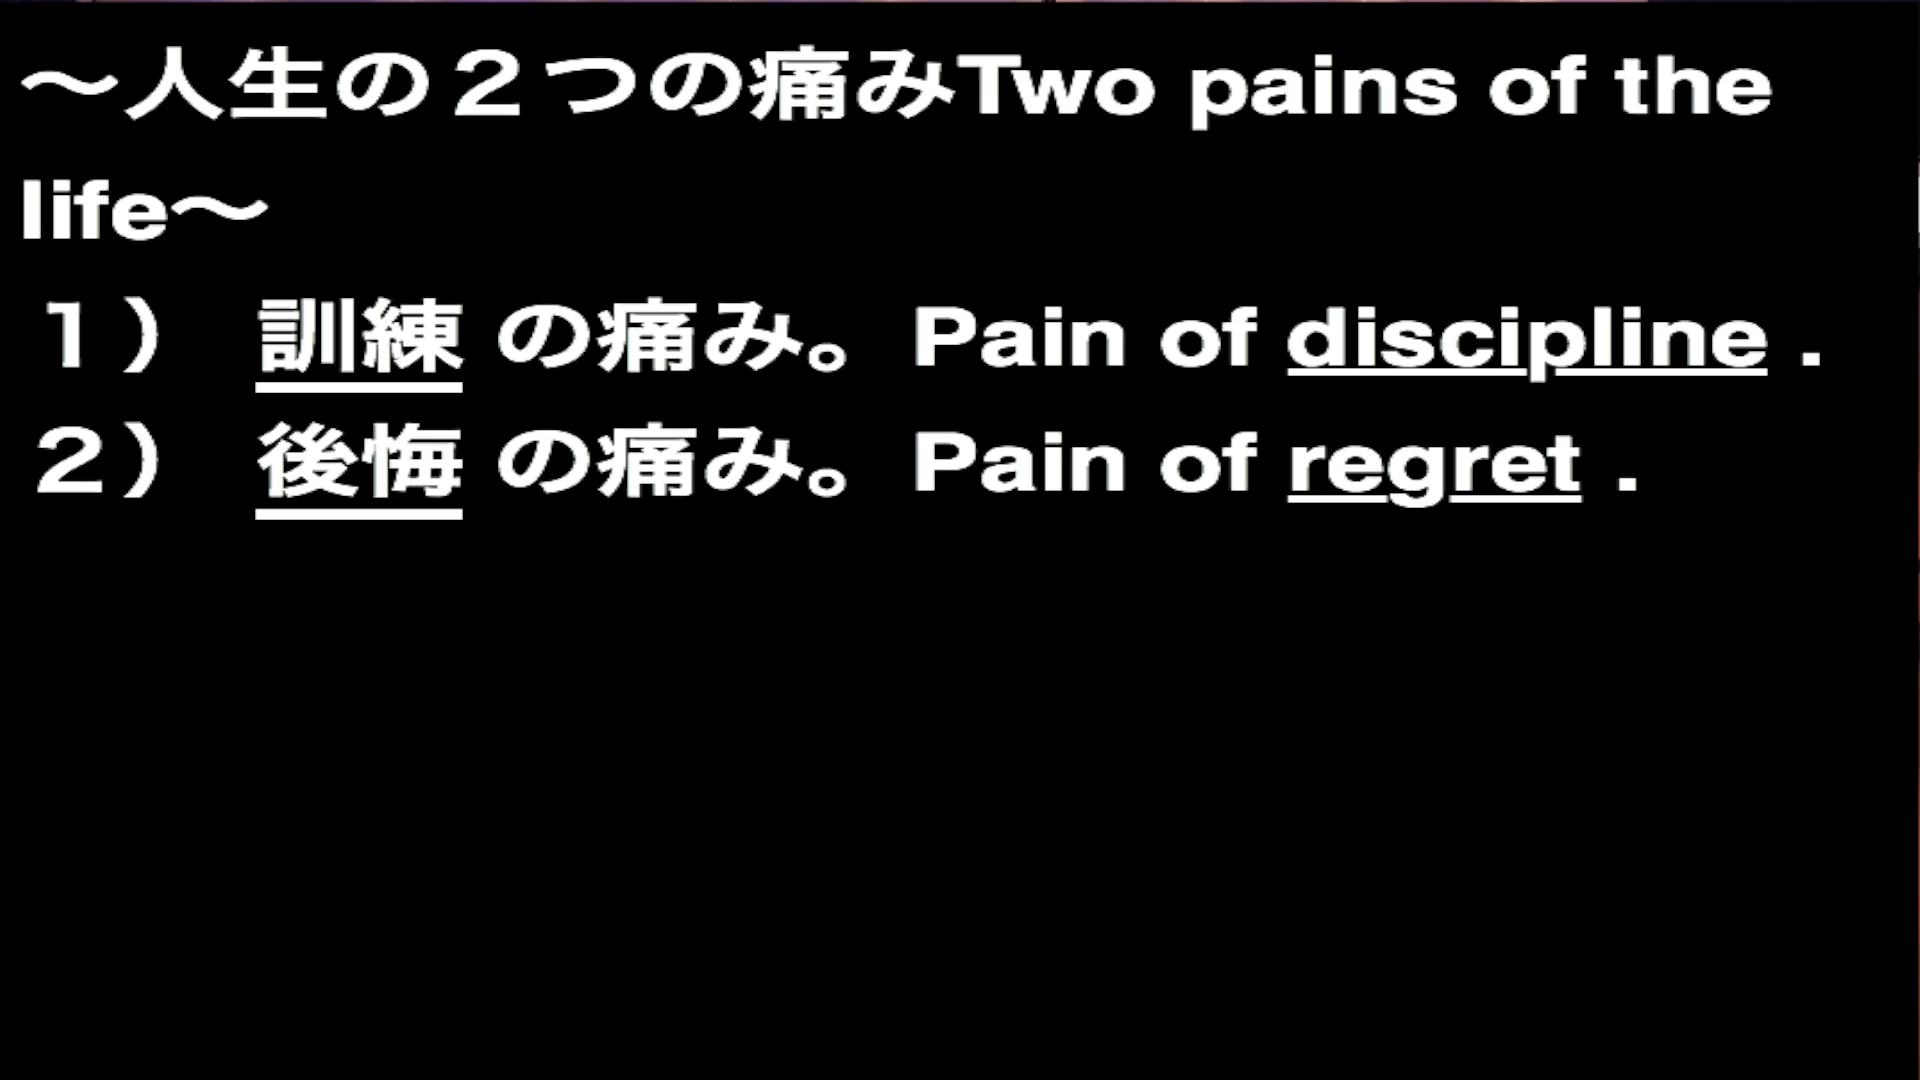 〜人生の２つの痛みTwo pains of the
life〜
１） 訓練 の痛み。 Pain of discipline .
２） 後悔 の痛み。 Pain of regret .